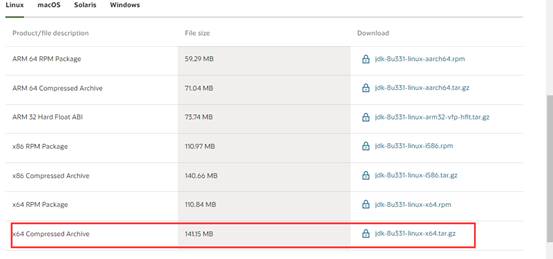 Linux macOS Solaris Windows
Product/file description File size Download
ARM 64 RPM Package 59.29 MB jdk-8u331-linux-aarch64.rpm
ARM 64 Compressed Archive 71.04 MB jdk-8u331-linux-aarch64.tar.gz
ARM 32 Hard Float ABI 73.74 MB jdk-8u331-linux-arm32-vfp-hflt.tar.gz
x86 RPM Package 110.97 MB jdk-8u331-linux-i586.rpm
x86 Compressed Archive 140.66 MB jdk-8u331-linux-i586.tar.gz
x64 RPM Package 110.84 MB jdk-8u331-linux-x64.rpm
x64 Compressed Archive 141.15 MB jdk-8u331-linux-x64.tar.gz